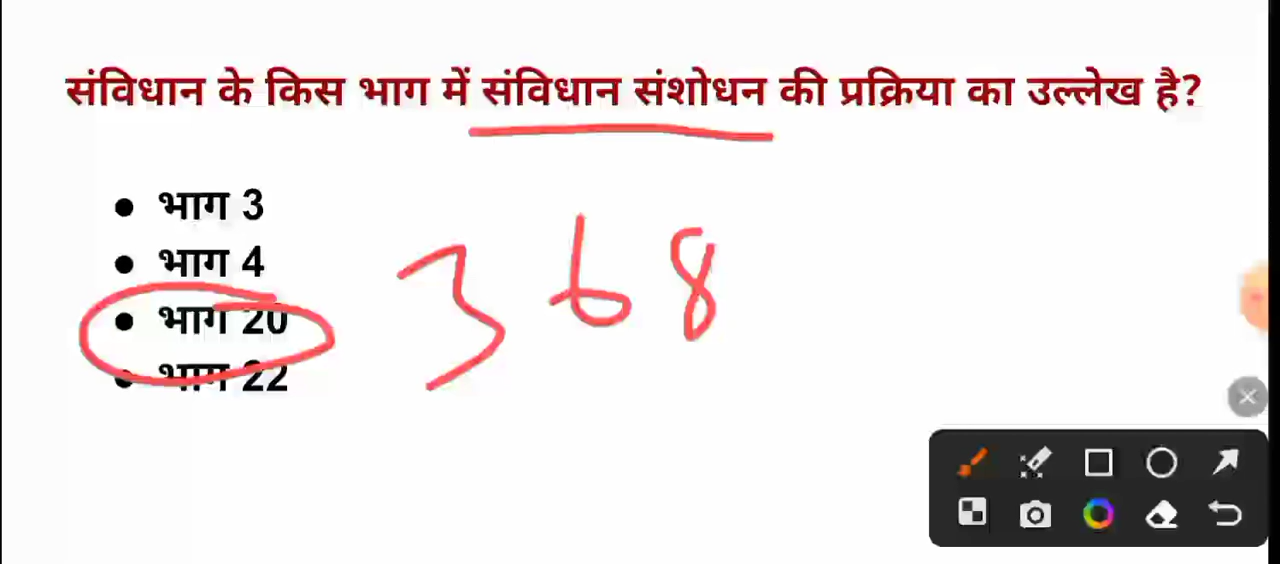 संविधान के किस भाग में संविधान संशोधन की प्रक्रिया का उल्लेख है?
• भाग 3
• भाग 4
• भाग 20
• भाग 22
368